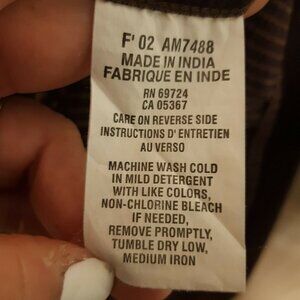 F' 02 AM7488
MADE IN INDIA
FABRIQUE EN INDE
RN 69724
CA 05367
CARE ON REVERSE SIDE
INSTRUCTIONS D' ENTRETIEN
AU VERSO
MACHINE WASH COLD
IN MILD DETERGENT
WITH LIKE COLORS,
NON-CHLORINE BLEACH
IF NEEDED,
REMOVE PROMPTLY,
TUMBLE DRY LOW,
MEDIUM IRON